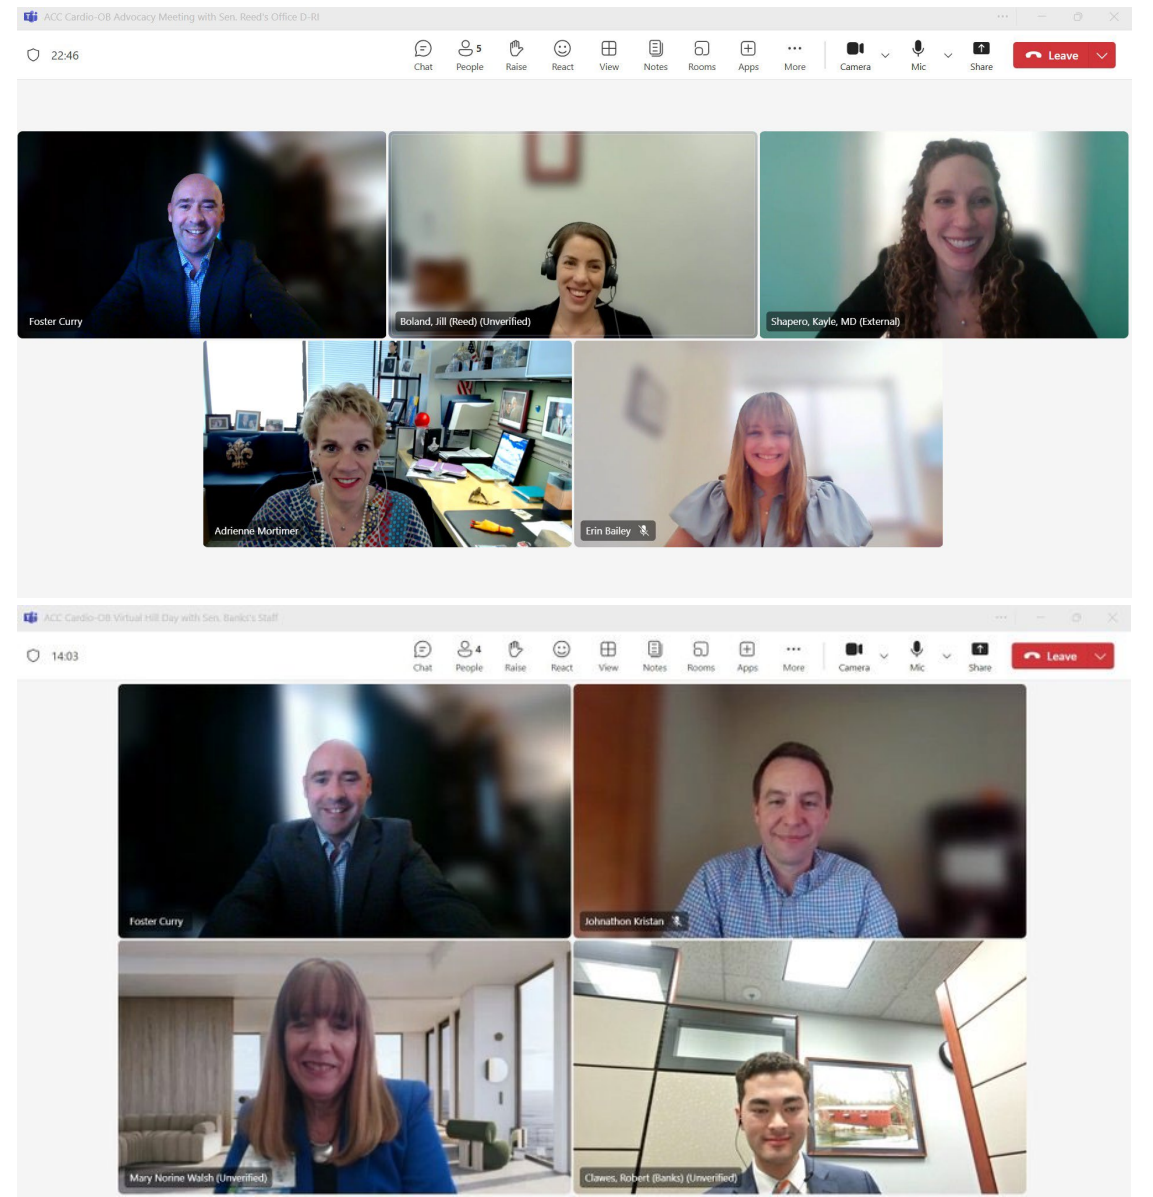 ACC Cardio-OB Advocacy Meeting with Sen. Reed's Office D-RI
22:46
Chat
5
People
Raise
React
View
Notes
Rooms
Apps
More
Camera
Mic
Share
Leave
Foster Curry
Boland, Jill (Reed) (Unverified)
Shapero, Kayle, MD (External)
Adrienne Mortimer
Erin Bailey
ACC Cardio-OB Virtual Hill Day with Sen. Banks's Staff
14:03
Chat
4
People
Raise
React
View
Notes
Rooms
Apps
More
Camera
Mic
Share
Leave
Foster Curry
Johnathon Kristan
Mary Norine Walsh (Unverified)
Clawes, Robert (Banks) (Unverified)